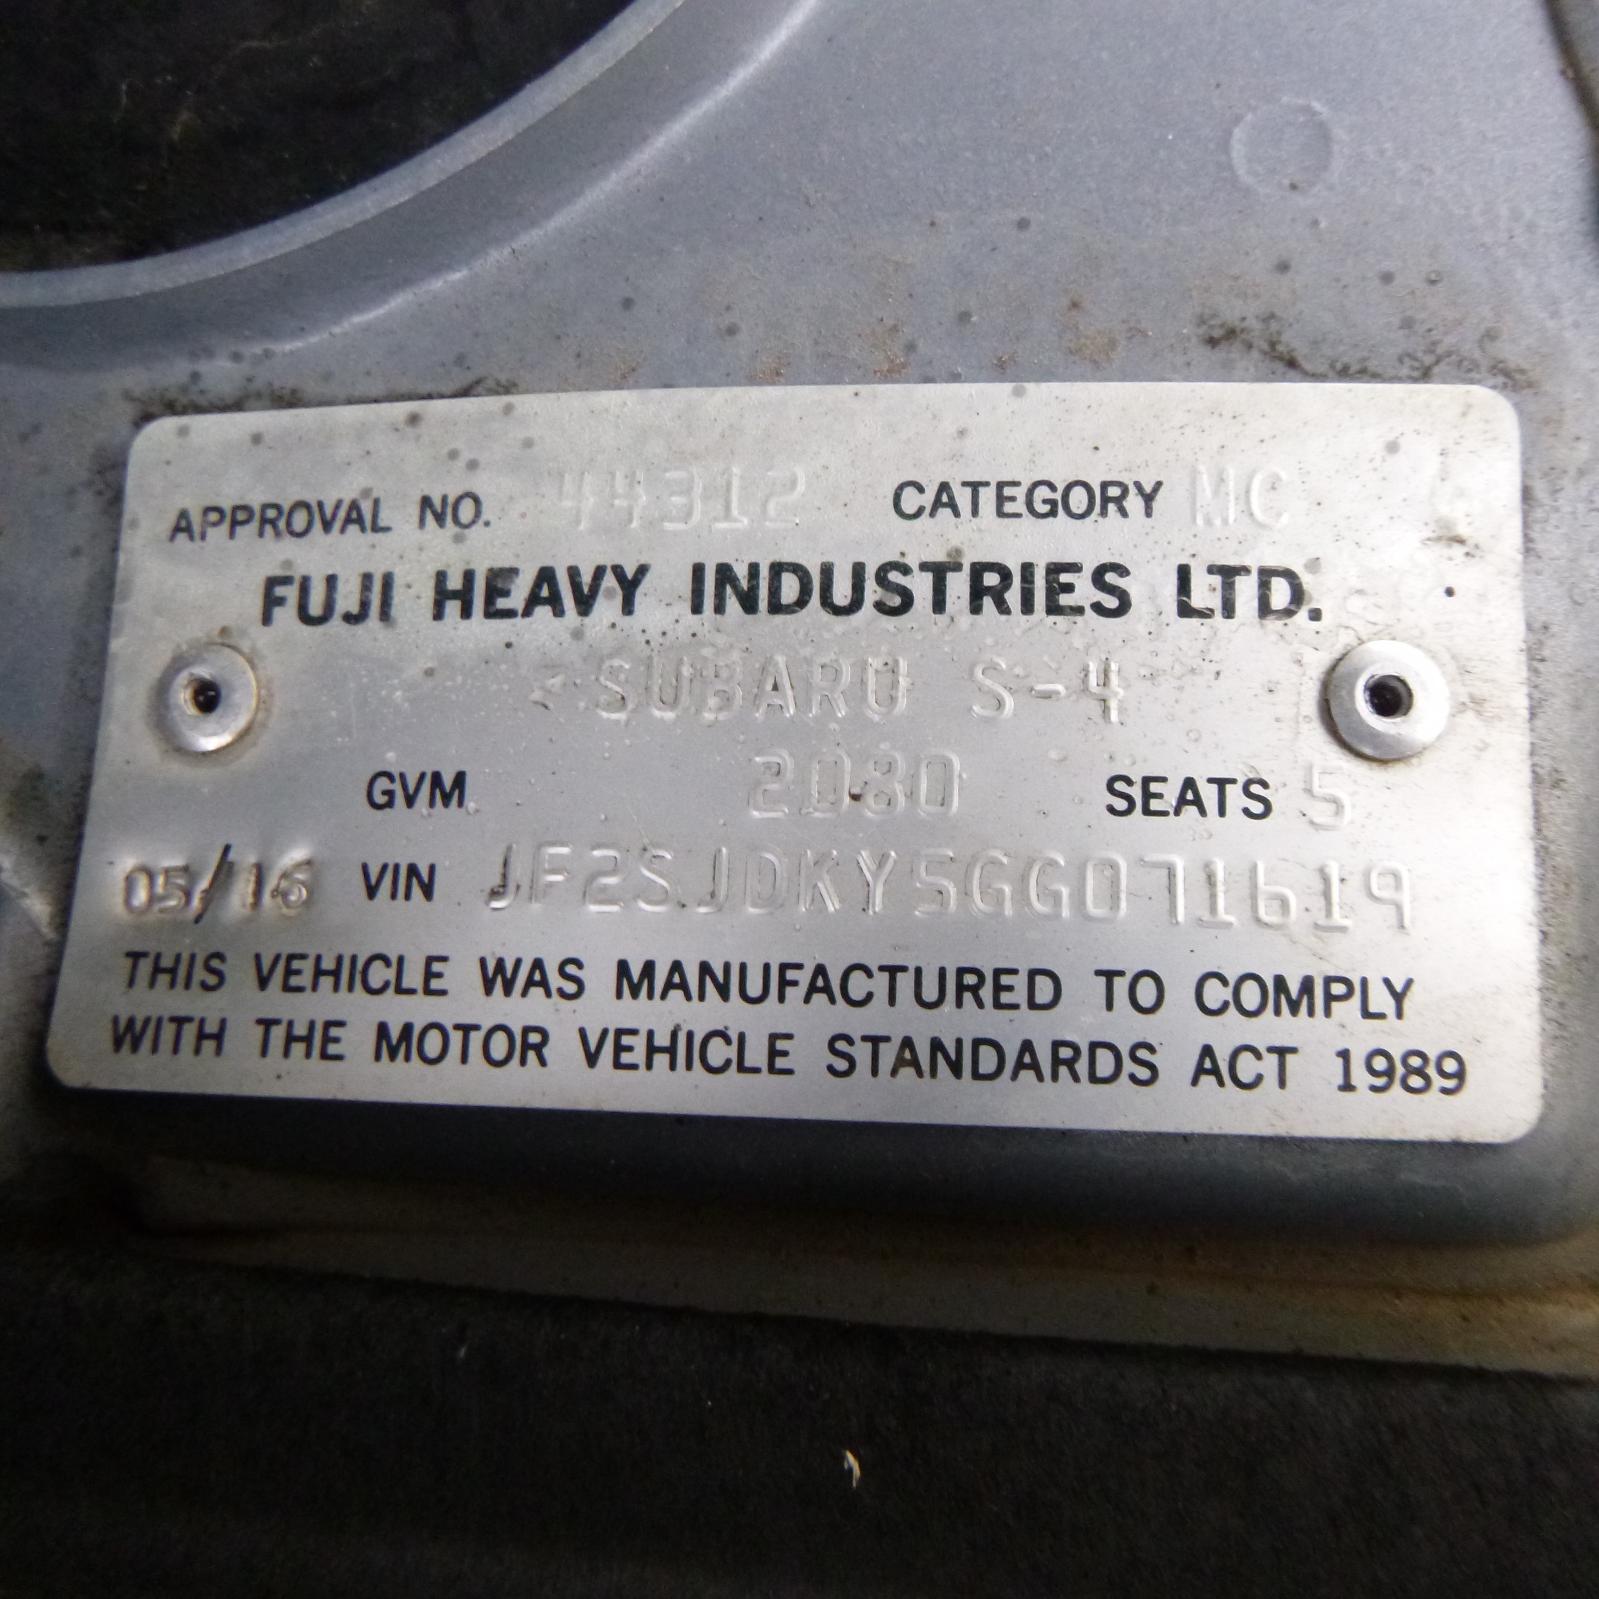 APPROVAL NO. 44312 CATEGORY MC
FUJI HEAVY INDUSTRIES LTD.
SUBARU S-4
GVM 2080 SEATS 5
05/16 VIN JF2SJDKY5GG071619
THIS VEHICLE WAS MANUFACTURED TO COMPLY
WITH THE MOTOR VEHICLE STANDARDS ACT 1989